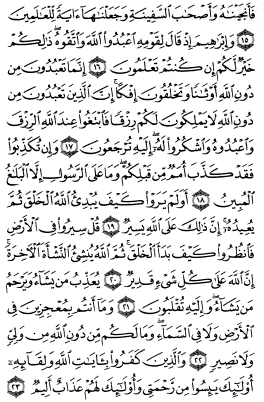 فَأَنجَيْنَٰهُ وَأَصْحَٰبَ ٱلسَّفِينَةِ وَجَعَلْنَٰهَآ ءَايَةً لِّلْعَٰلَمِينَ
﴿١٥﴾ وَإِبْرَٰهِيمَ إِذْ قَالَ لِقَوْمِهِ ٱعْبُدُوا۟ ٱللَّهَ وَٱتَّقُوهُ ۖ ذَٰلِكُمْ
خَيْرٌ لَّكُمْ إِن كُنتُمْ تَعْلَمُونَ ﴿١٦﴾ إِنَّمَا تَعْبُدُونَ مِن
دُونِ ٱللَّهِ أَوْثَٰنًا وَتَخْلُقُونَ إِفْكًا ۚ إِنَّ ٱلَّذِينَ تَعْبُدُونَ مِن
دُونِ ٱللَّهِ لَا يَمْلِكُونَ لَكُمْ رِزْقًا فَٱبْتَغُوا۟ عِندَ ٱللَّهِ ٱلرِّزْقَ
وَٱعْبُدُوهُ وَٱشْكُرُوا۟ لَهُۥٓ ۖ إِلَيْهِ تُرْجَعُونَ ﴿١٧﴾ وَإِن تُكَذِّبُوا۟
فَقَدْ كَذَّبَ أُمَمٌ مِّن قَبْلِكُمْ ۖ وَمَا عَلَى ٱلرَّسُولِ إِلَّا ٱلْبَلَٰغُ
ٱلْمُبِينُ ﴿١٨﴾ أَوَلَمْ يَرَوْا۟ كَيْفَ يُبْدِئُ ٱللَّهُ ٱلْخَلْقَ ثُمَّ
يُعِيدُهُۥٓ ۚ إِنَّ ذَٰلِكَ عَلَى ٱللَّهِ يَسِيرٌ ﴿١٩﴾ قُلْ سِيرُوا۟ فِى ٱلْأَرْضِ
فَٱنظُرُوا۟ كَيْفَ بَدَأَ ٱلْخَلْقَ ۚ ثُمَّ ٱللَّهُ يُنشِئُ ٱلنَّشْأَةَ ٱلْءَاخِرَةَ ۚ
إِنَّ ٱللَّهَ عَلَىٰ كُلِّ شَىْءٍ قَدِيرٌ ﴿٢٠﴾ يُعَذِّبُ مَن يَشَآءُ وَيَرْحَمُ
مَن يَشَآءُ ۖ وَإِلَيْهِ تُقْلَبُونَ ﴿٢١﴾ وَمَآ أَنتُم بِمُعْجِزِينَ فِى
ٱلْأَرْضِ وَلَا فِى ٱلسَّمَآءِ ۖ وَمَا لَكُم مِّن دُونِ ٱللَّهِ مِن وَلِىٍّ
وَلَا نَصِيرٍ ﴿٢٢﴾ وَٱلَّذِينَ كَفَرُوا۟ بِـَٔايَٰتِ ٱللَّهِ وَلِقَآئِهِۦٓ
أُو۟لَٰٓئِكَ يَئِسُوا۟ مِن رَّحْمَتِى وَأُو۟لَٰٓئِكَ لَهُمْ عَذَابٌ أَلِيمٌ ﴿٢٣﴾